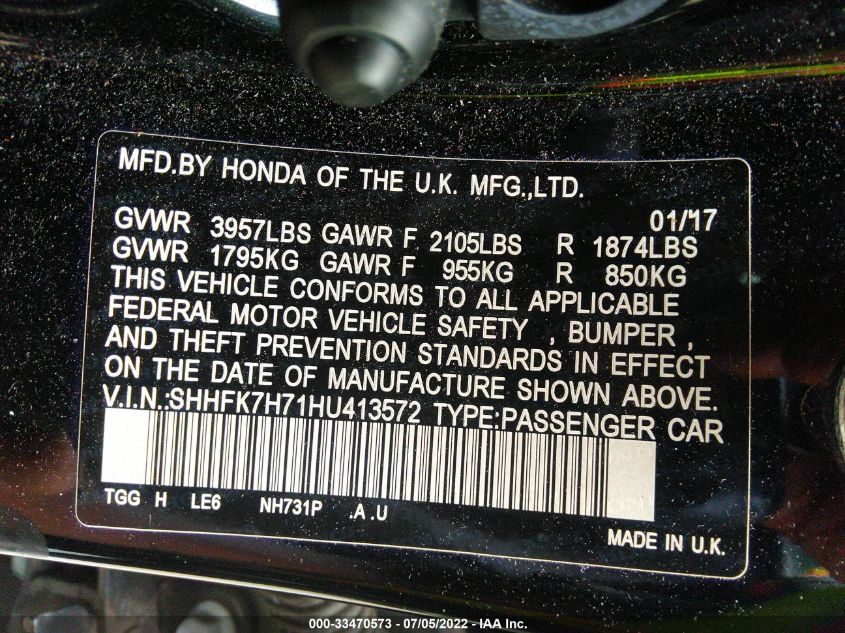 MFD.BY HONDA OF THE U.K. MFG.,LTD.
01/17
GVWR 3957LBS GAWR F 2105LBS R 1874LBS
GVWR 1795KG GAWR F 955KG R 850KG
THIS VEHICLE CONFORMS TO ALL APPLICABLE
FEDERAL MOTOR VEHICLE SAFETY , BUMPER ,
AND THEFT PREVENTION STANDARDS IN EFFECT
ON THE DATE OF MANUFACTURE SHOWN ABOVE.
V.I.N.:SHHFK7H71HU413572 TYPE:PASSENGER CAR
TGG H LE6 NH731P .A .U
MADE IN U.K.
000-33470573 - 07/05/2022 - IAA Inc.